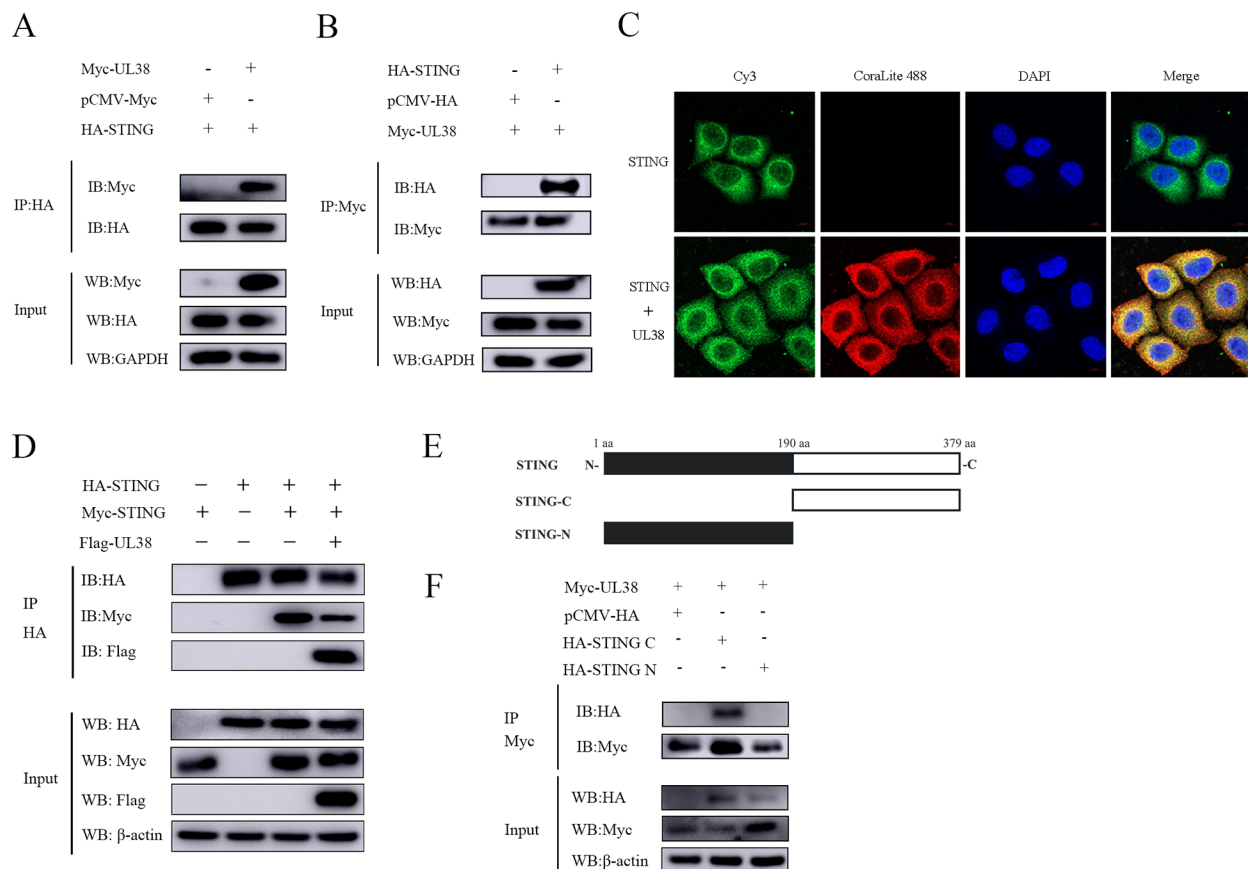 A
Myc-UL38 - +
pCMV-Myc + -
HA-STING + +
IP:HA
IB:Myc
IB:HA
Input
WB:Myc
WB:HA
WB:GAPDH
B
HA-STING - +
pCMV-HA + -
Myc-UL38 + +
IP:Myc
IB:HA
IB:Myc
Input
WB:HA
WB:Myc
WB:GAPDH
C
Cy3 CoraLite 488 DAPI Merge
STING
STING
+
UL38
D
HA-STING − + + +
Myc-STING + − + +
Flag-UL38 − − − +
IP
HA
IB:HA
IB:Myc
IB: Flag
Input
WB: HA
WB: Myc
WB: Flag
WB: β-actin
E
1 aa 190 aa 379 aa
STING N- -C
STING-C
STING-N
F
Myc-UL38 + + +
pCMV-HA + - -
HA-STING C - + -
HA-STING N - - +
IP
Myc
IB:HA
IB:Myc
Input
WB:HA
WB:Myc
WB:β-actin